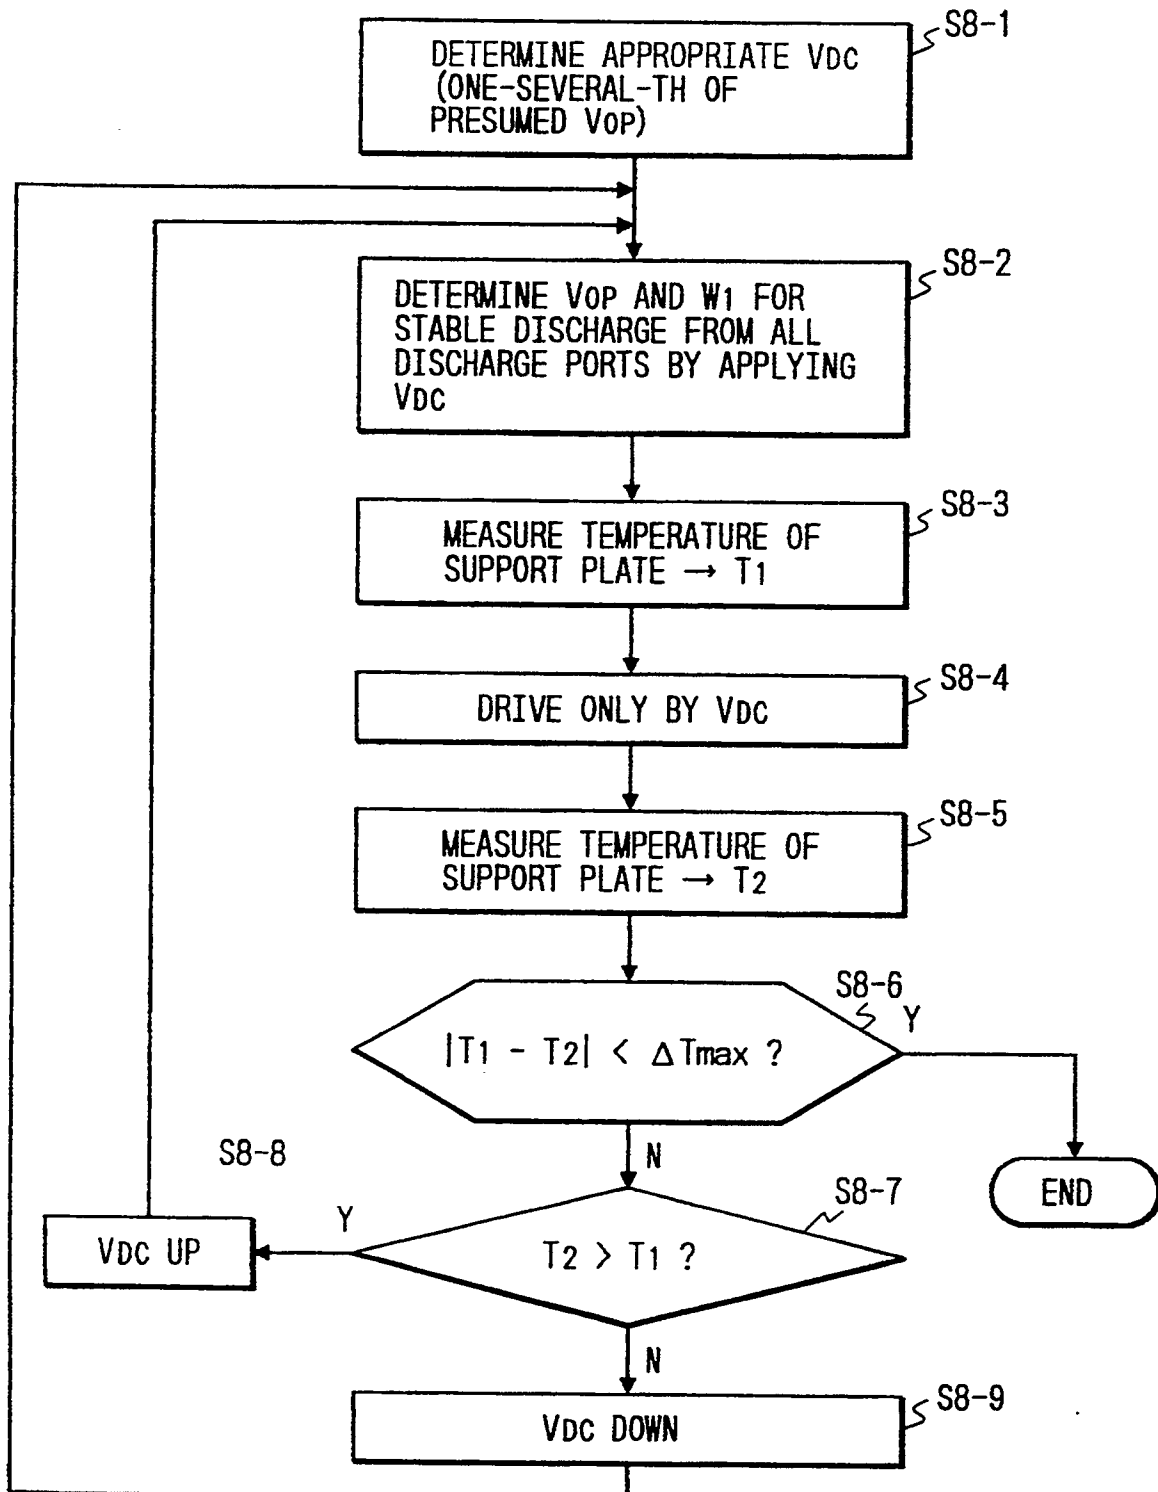 S8-1
DETERMINE APPROPRIATE VDC
(ONE-SEVERAL-TH OF
PRESUMED VOP)
S8-2
DETERMINE VOP AND W1 FOR
STABLE DISCHARGE FROM ALL
DISCHARGE PORTS BY APPLYING
VDC
S8-3
MEASURE TEMPERATURE OF
SUPPORT PLATE → T1
S8-4
DRIVE ONLY BY VDC
S8-5
MEASURE TEMPERATURE OF
SUPPORT PLATE → T2
S8-6
Y
|T1 - T2| < ΔTmax ?
N
END
S8-8
VDC UP
Y
S8-7
T2 > T1 ?
N
S8-9
VDC DOWN